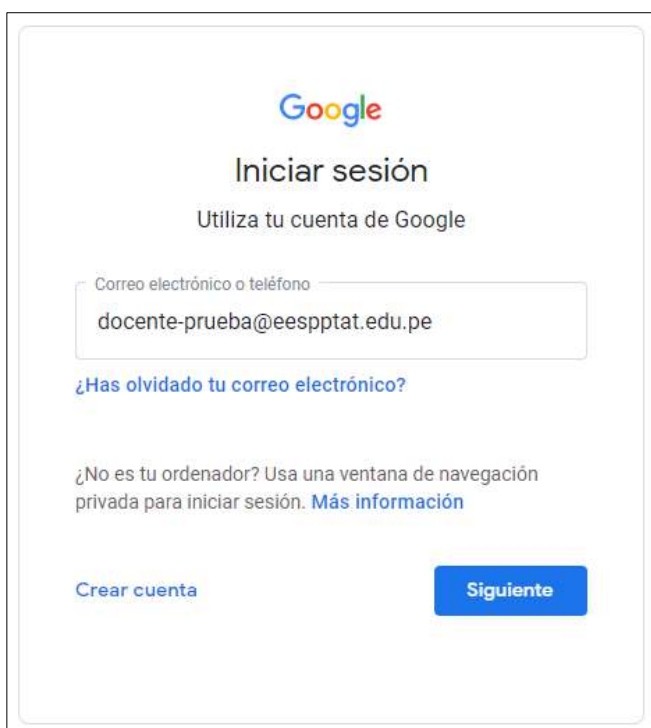 Google
Iniciar sesión
Utiliza tu cuenta de Google
Correo electrónico o teléfono
docente-prueba@eespptat.edu.pe
¿Has olvidado tu correo electrónico?
¿No es tu ordenador? Usa una ventana de navegación
privada para iniciar sesión. Más información
Crear cuenta
Siguiente